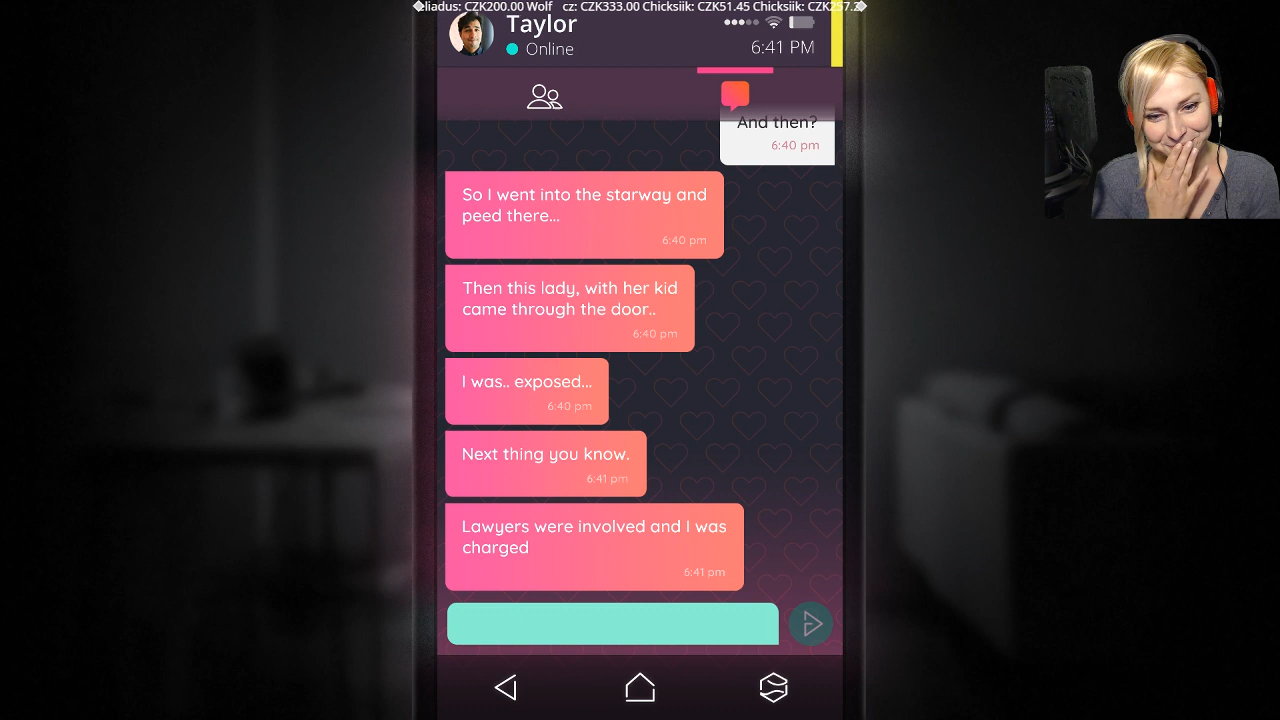 liadus: CZK200.00 Wolf cz: CZK333.00 Chicksiik: CZK51.45 Chicksiik: CZK257.2
Taylor
Online
6:41 PM
And then?
6:40 pm
So I went into the starway and
peed there...
6:40 pm
Then this lady, with her kid
came through the door..
6:40 pm
I was.. exposed...
6:40 pm
Next thing you know.
6:41 pm
Lawyers were involved and I was
charged
6:41 pm